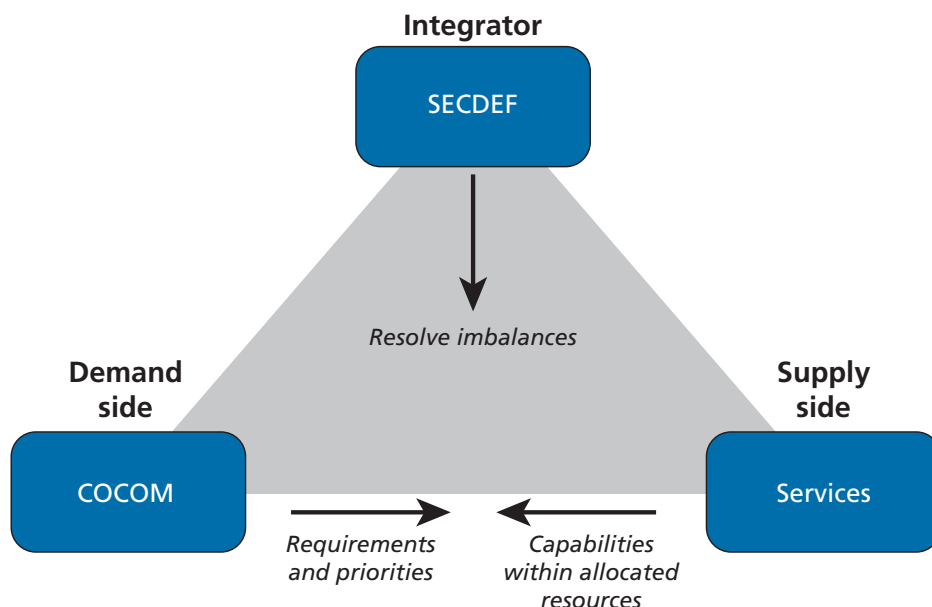 Integrator
SECDEF
Resolve imbalances
Demand
side
COCOM
Supply
side
Services
Requirements
and priorities
Capabilities
within allocated
resources